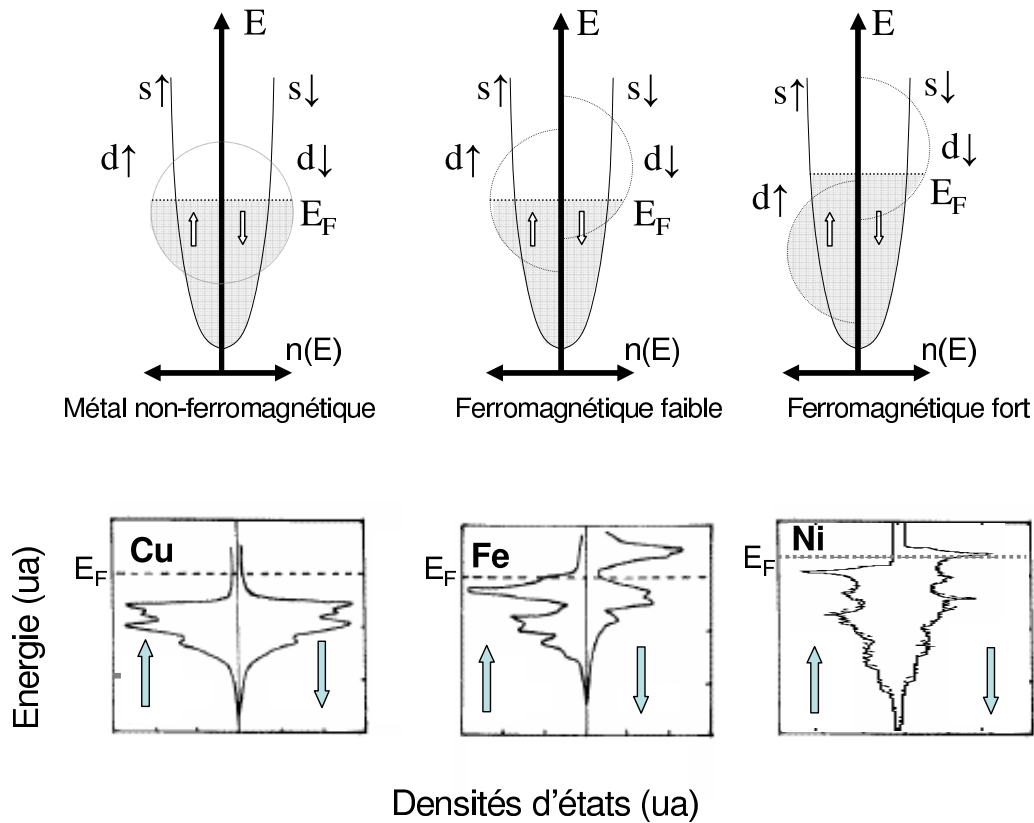 E
s↑ s↓
d↑ d↓
E_F
n(E)
Métal non-ferromagnétique
E
s↑ s↓
d↑ d↓
E_F
n(E)
Ferromagnétique faible
E
s↑ s↓
d↓
d↑ E_F
n(E)
Ferromagnétique fort
Energie (ua)
Cu
E_F
Fe
E_F
Ni
E_F
Densités d'états (ua)